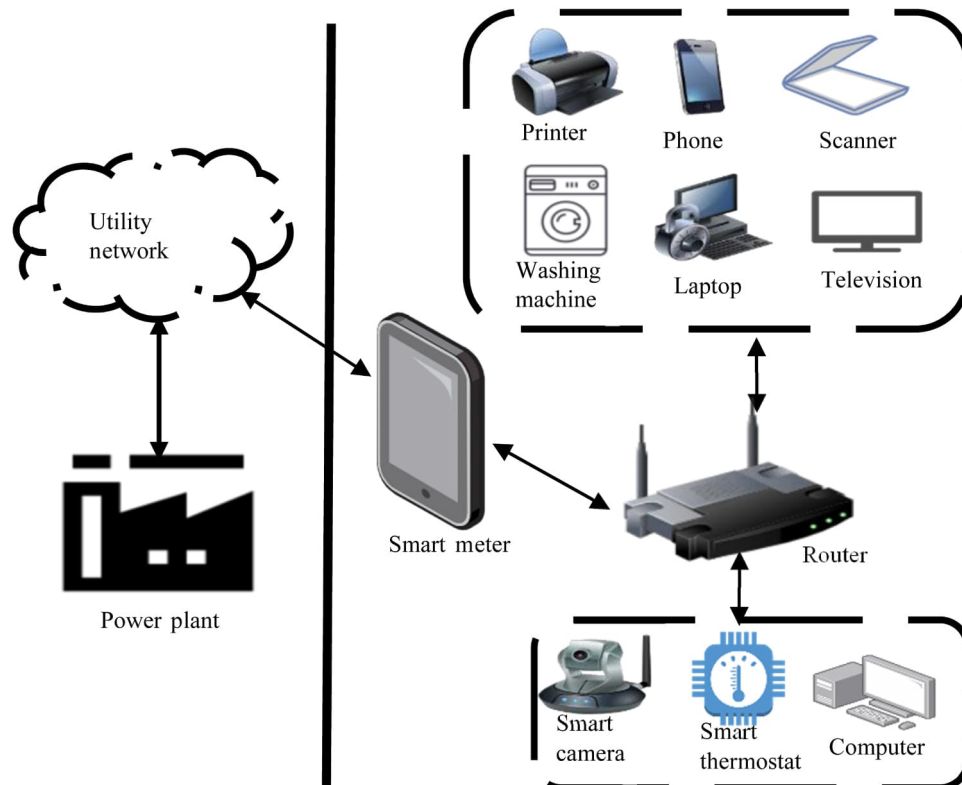 Printer
Phone
Scanner
Utility
network
Washing
machine
Laptop
Television
Smart meter
Router
Power plant
Smart
camera
Smart
thermostat
Computer